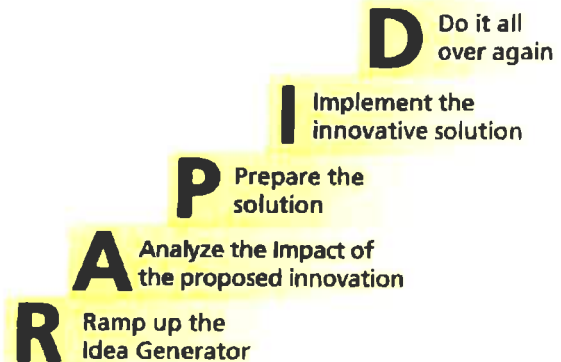 D Do it all
over again
I Implement the
innovative solution
P Prepare the
solution
A Analyze the Impact of
the proposed innovation
R Ramp up the
Idea Generator